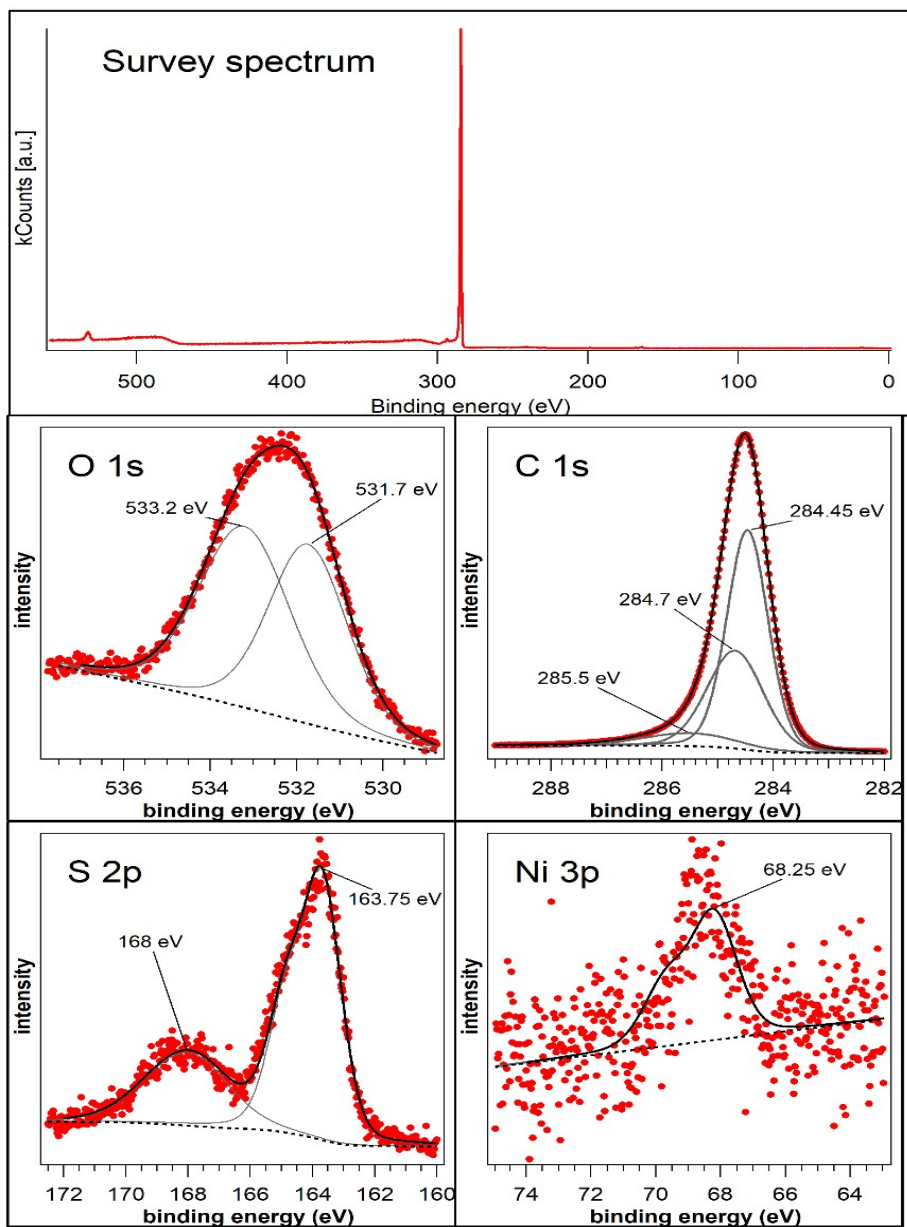 Survey spectrum
kCounts [a.u.]
500 400 300 200 100 0
Binding energy (eV)
O 1s
533.2 eV
531.7 eV
intensity
536 534 532 530
binding energy (eV)
C 1s
284.45 eV
284.7 eV
285.5 eV
intensity
288 286 284 282
binding energy (eV)
S 2p
163.75 eV
168 eV
intensity
172 170 168 166 164 162 160
binding energy (eV)
Ni 3p
68.25 eV
intensity
74 72 70 68 66 64
binding energy (eV)